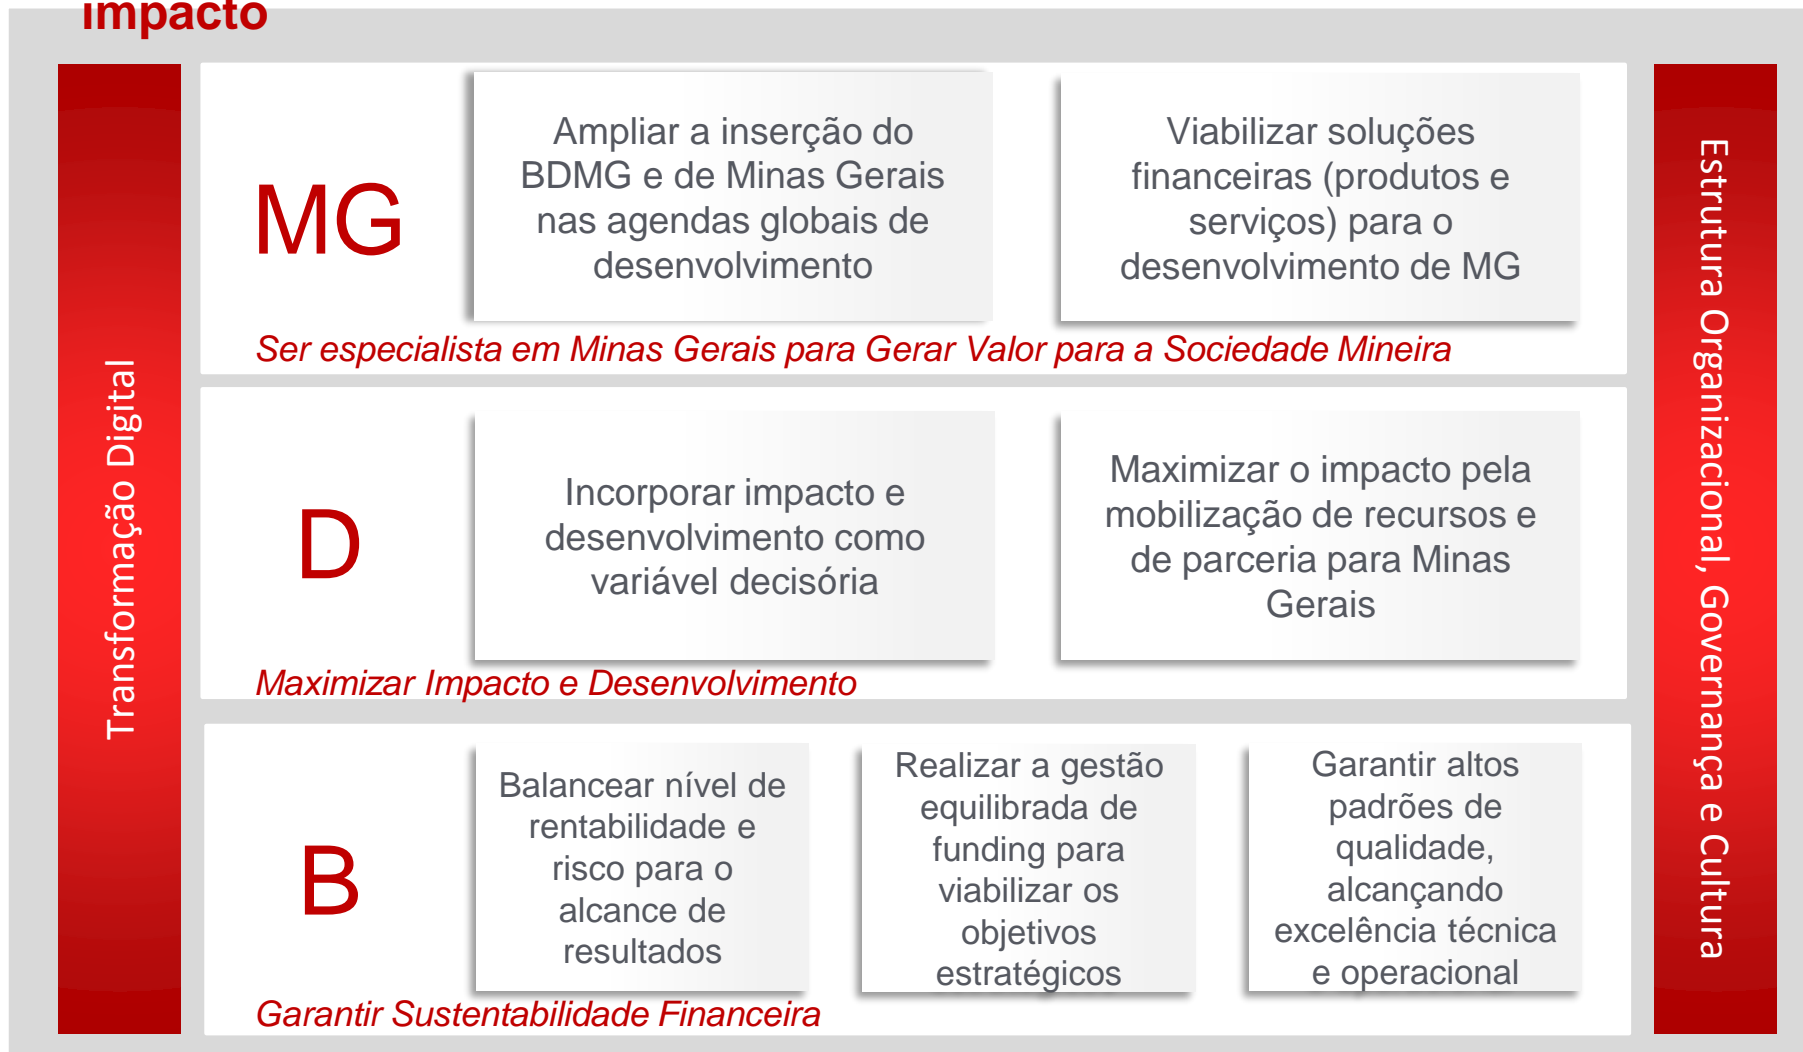 impacto
Transformação Digital
MG
Ampliar a inserção do
BDMG e de Minas Gerais
nas agendas globais de
desenvolvimento
Viabilizar soluções
financeiras (produtos e
serviços) para o
desenvolvimento de MG
Ser especialista em Minas Gerais para Gerar Valor para a Sociedade Mineira
D
Incorporar impacto e
desenvolvimento como
variável decisória
Maximizar o impacto pela
mobilização de recursos e
de parceria para Minas
Gerais
Maximizar Impacto e Desenvolvimento
B
Balancear nível de
rentabilidade e
risco para o
alcance de
resultados
Realizar a gestão
equilibrada de
funding para
viabilizar os
objetivos
estratégicos
Garantir altos
padrões de
qualidade,
alcançando
excelência técnica
e operacional
Garantir Sustentabilidade Financeira
Estrutura Organizacional, Governança e Cultura